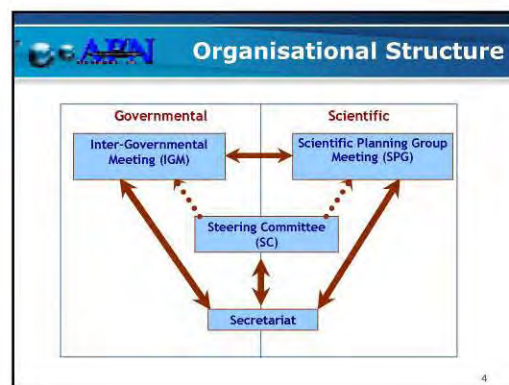 APN
Organisational Structure
Governmental
Scientific
Inter-Governmental
Meeting (IGM)
Scientific Planning Group
Meeting (SPG)
Steering Committee
(SC)
Secretariat
4